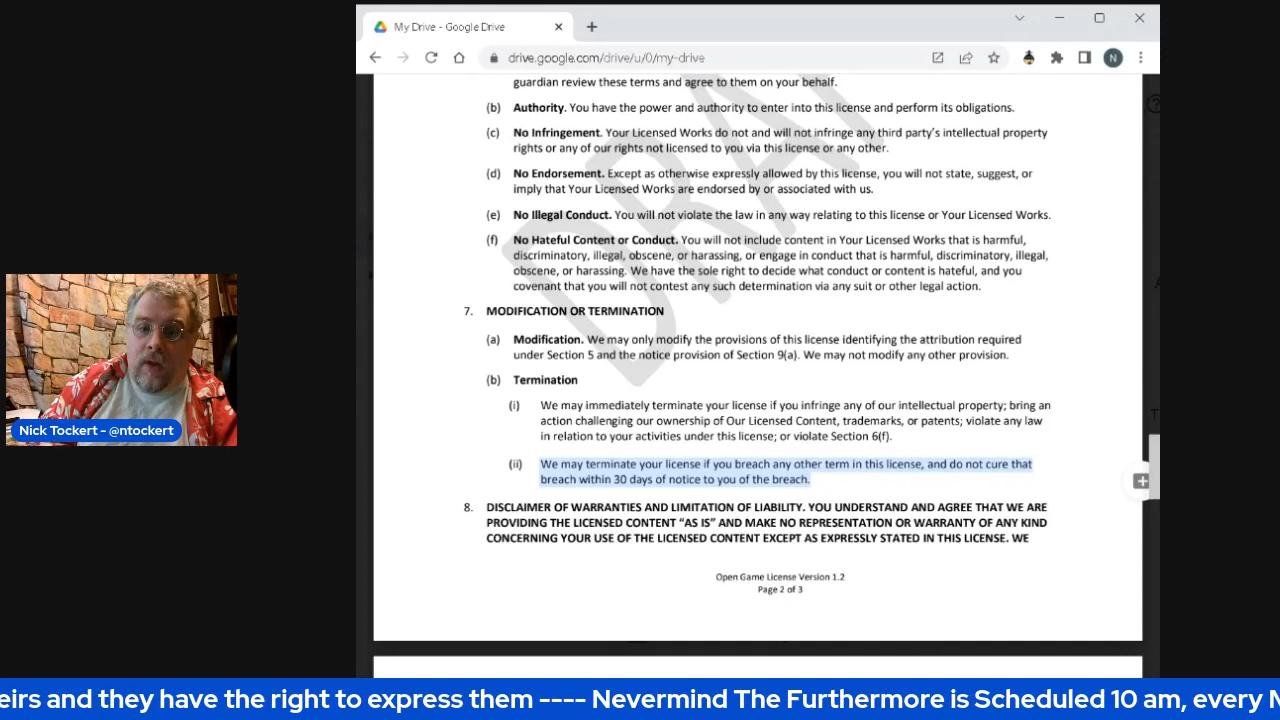 My Drive - Google Drive
drive.google.com/drive/u/0/my-drive
N
guardian review these terms and agree to them on your behalf.
(b) Authority. You have the power and authority to enter into this license and perform its obligations.
(c) No Infringement. Your Licensed Works do not and will not infringe any third party's intellectual property
rights or any of our rights not licensed to you via this license or any other.
(d) No Endorsement. Except as otherwise expressly allowed by this license, you will not state, suggest, or
imply that Your Licensed Works are endorsed by or associated with us.
(e) No Illegal Conduct. You will not violate the law in any way relating to this license or Your Licensed Works.
(f) No Hateful Content or Conduct. You will not include content in Your Licensed Works that is harmful,
discriminatory, illegal, obscene, or harassing, or engage in conduct that is harmful, discriminatory, illegal,
obscene, or harassing. We have the sole right to decide what conduct or content is hateful, and you
covenant that you will not contest any such determination via any suit or other legal action.
7. MODIFICATION OR TERMINATION
(a) Modification. We may only modify the provisions of this license identifying the attribution required
under Section 5 and the notice provision of Section 9(a). We may not modify any other provision.
(b) Termination
(i) We may immediately terminate your license if you infringe any of our intellectual property; bring an
action challenging our ownership of Our Licensed Content, trademarks, or patents; violate any law
in relation to your activities under this license; or violate Section 6(f).
(ii) We may terminate your license if you breach any other term in this license, and do not cure that
breach within 30 days of notice to you of the breach.
8. DISCLAIMER OF WARRANTIES AND LIMITATION OF LIABILITY. YOU UNDERSTAND AND AGREE THAT WE ARE
PROVIDING THE LICENSED CONTENT "AS IS" AND MAKE NO REPRESENTATION OR WARRANTY OF ANY KIND
CONCERNING YOUR USE OF THE LICENSED CONTENT EXCEPT AS EXPRESSLY STATED IN THIS LICENSE. WE
Open Game License Version 1.2
Page 2 of 3
Nick Tockert - @ntockert
eirs and they have the right to express them ---- Nevermind The Furthermore is Scheduled 10 am, every M